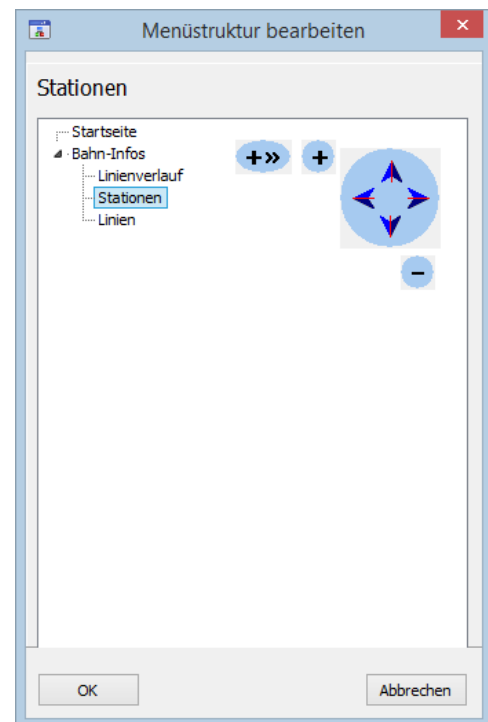 Menüstruktur bearbeiten
Stationen
Startseite
Bahn-Infos
Linienverlauf
Stationen
Linien
+»
+
-
OK
Abbrechen